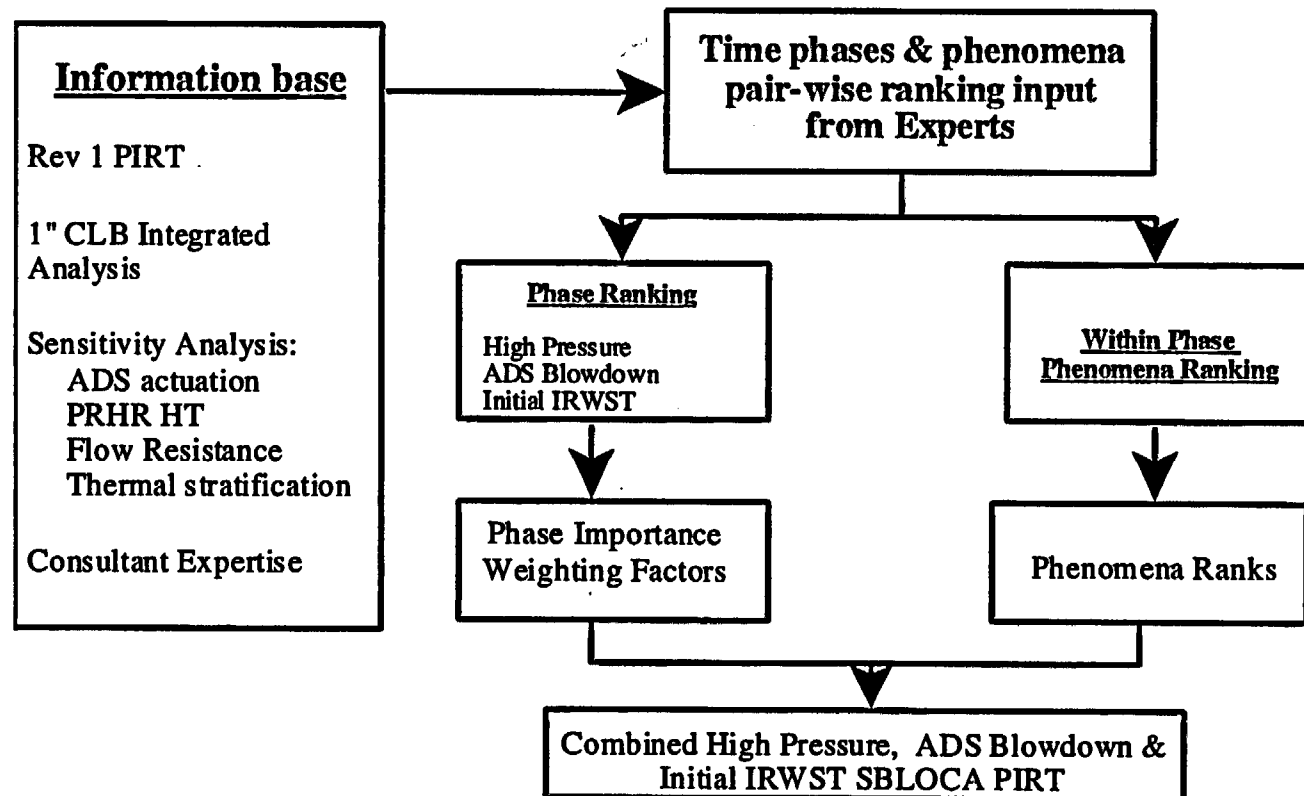 Information base
Rev 1 PIRT
1" CLB Integrated
Analysis
Sensitivity Analysis:
ADS actuation
PRHR HT
Flow Resistance
Thermal stratification
Consultant Expertise
Time phases & phenomena
pair-wise ranking input
from Experts
Phase Ranking
High Pressure
ADS Blowdown
Initial IRWST
Within Phase
Phenomena Ranking
Phase Importance
Weighting Factors
Phenomena Ranks
Combined High Pressure, ADS Blowdown &
Initial IRWST SBLOCA PIRT